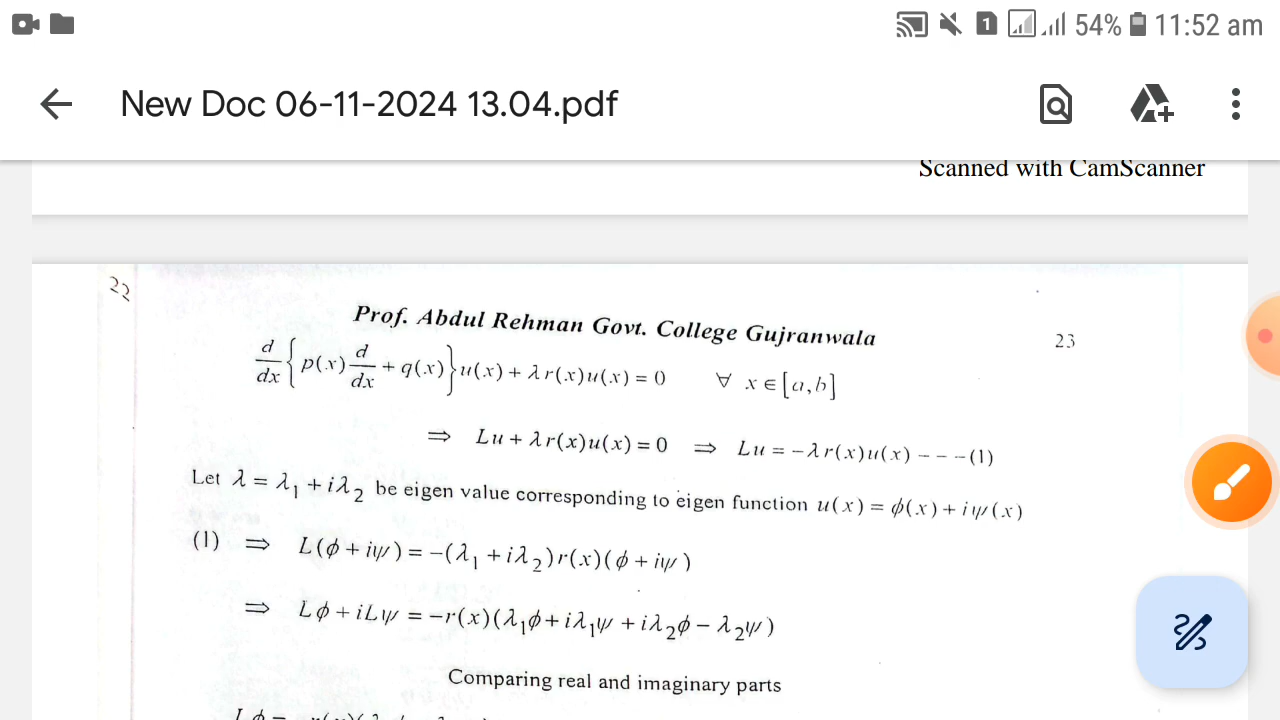 1 54% 11:52 am
New Doc 06-11-2024 13.04.pdf
Scanned with CamScanner
22
Prof. Abdul Rehman Govt. College Gujranwala 23
d/dx { p(x) d/dx + q(x) } u(x) + λ r(x)u(x) = 0 ∀ x ∈ [a,b]
⇒ Lu + λ r(x)u(x) = 0 ⇒ Lu = −λ r(x)u(x) − − − (1)
Let λ = λ₁ + iλ₂ be eigen value corresponding to eigen function u(x) = ϕ(x) + iψ(x)
(1) ⇒ L(ϕ + iψ) = −(λ₁ + iλ₂)r(x)(ϕ + iψ)
⇒ Lϕ + iLψ = −r(x)(λ₁ϕ + iλ₁ψ + iλ₂ϕ − λ₂ψ)
Comparing real and imaginary parts